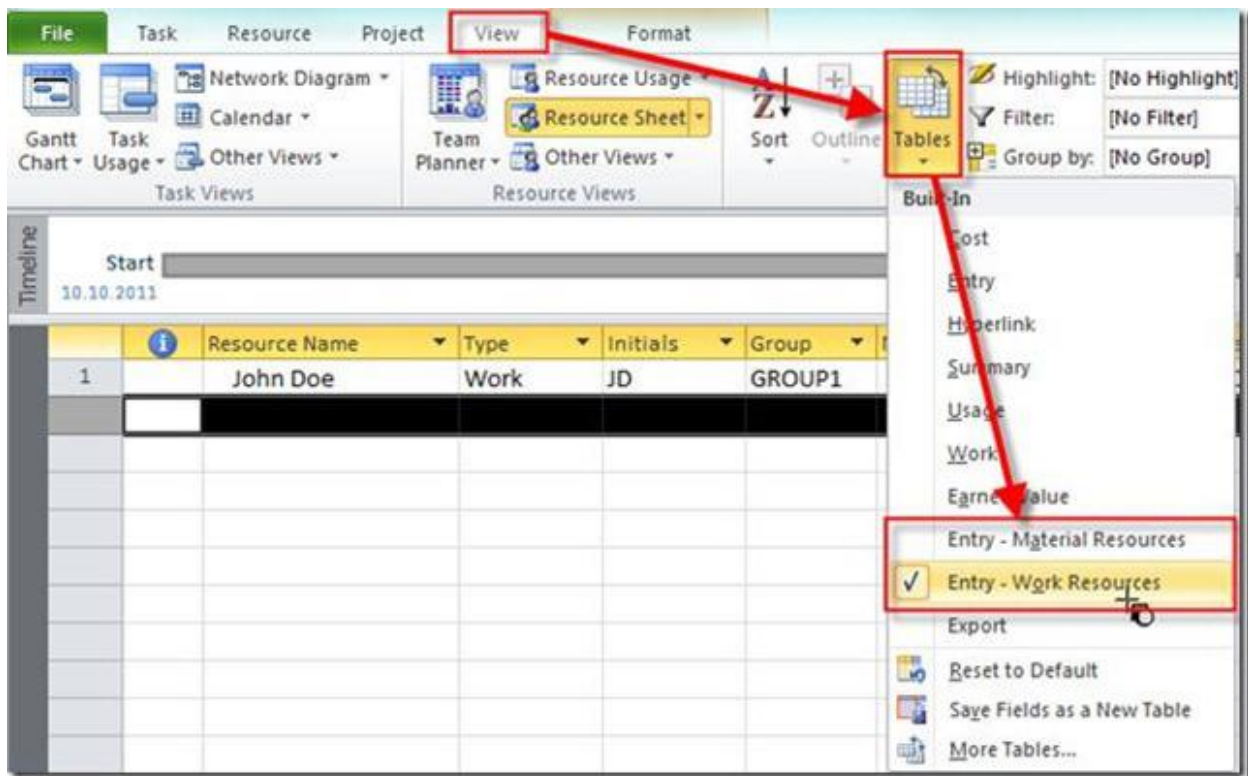 File Task Resource Project View Format
Network Diagram Resource Usage Highlight: [No Highlight]
Calendar Resource Sheet Filter: [No Filter]
Gantt Chart Task Usage Other Views Team Planner Other Views Sort Outline Tables Group by: [No Group]
Task Views Resource Views
Built-In
Timeline
Start
10.10.2011
Cost
Entry
Hyperlink
Resource Name Type Initials Group
1 John Doe Work JD GROUP1
Summary
Usage
Work
Earned Value
Entry - Material Resources
Entry - Work Resources
Export
Reset to Default
Save Fields as a New Table
More Tables...